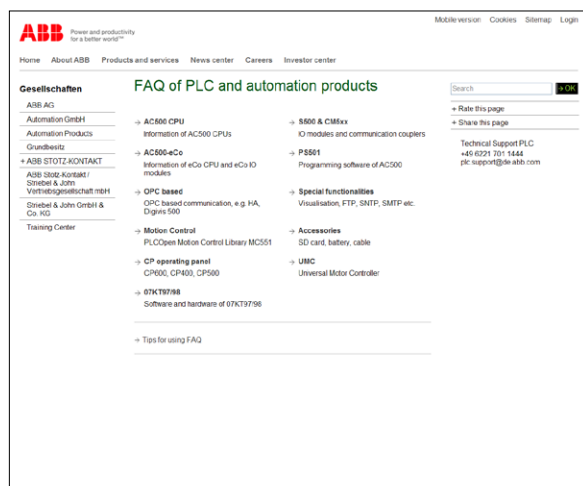 Mobile version Cookies Sitemap Login
ABB Power and productivity
for a better world™
Home About ABB Products and services News center Careers Investor center
Gesellschaften
ABB AG
Automation GmbH
Automation Products
Grundbesitz
+ ABB STOTZ-KONTAKT
ABB Stotz-Kontakt /
Striebel & John
Vertriebsgesellschaft mbH
Striebel & John GmbH &
Co. KG
Training Center
FAQ of PLC and automation products
→ AC500 CPU
Information of AC500 CPUs
→ AC500-eCo
Information of eCo CPU and eCo IO
modules
→ OPC based
OPC based communication, e.g. HA,
Digivis 500
→ Motion Control
PLCOpen Motion Control Library MC551
→ CP operating panel
CP600, CP400, CP500
→ 07KT97/98
Software and hardware of 07KT97/98
→ S500 & CM5xx
IO modules and communication couplers
→ PS501
Programming software of AC500
→ Special functionalities
Visualisation, FTP, SNTP, SMTP etc.
→ Accessories
SD card, battery, cable
→ UMC
Universal Motor Controller
→ Tips for using FAQ
Search → OK
+ Rate this page
+ Share this page
Technical Support PLC
+49 6221 701 1444
plc.support@de.abb.com